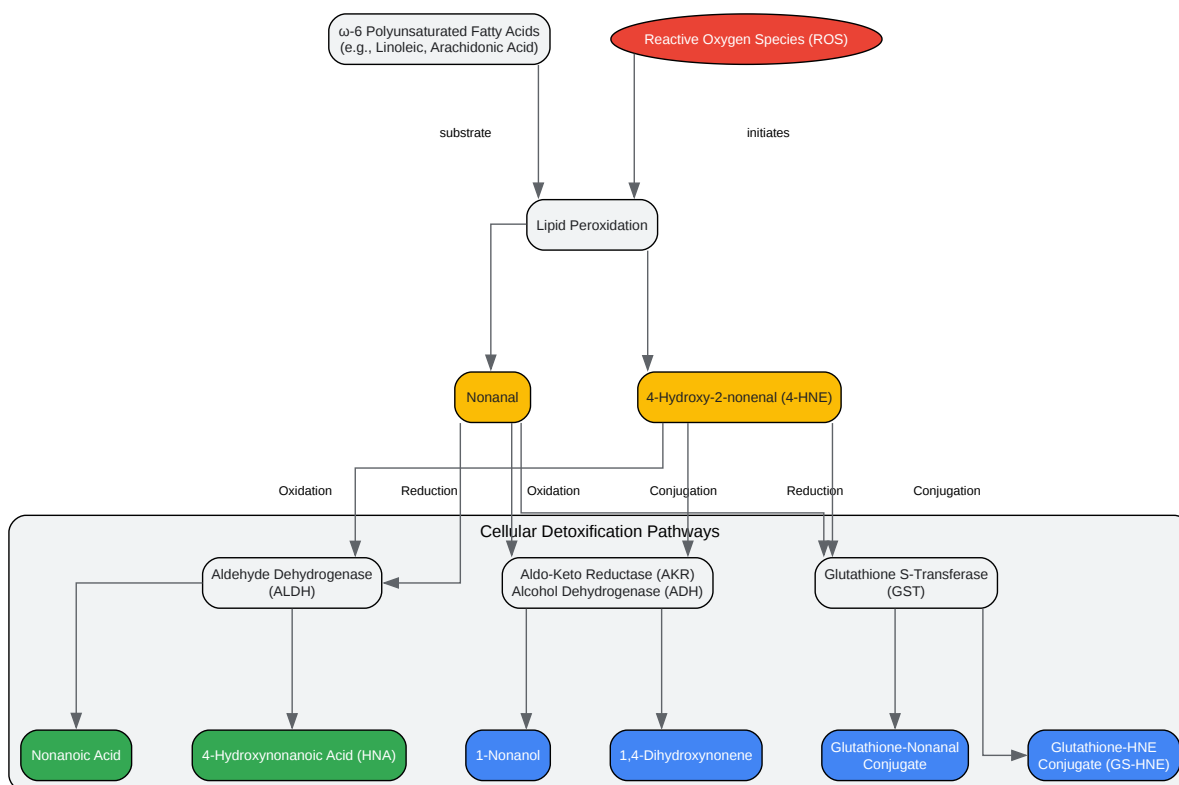 ω-6 Polyunsaturated Fatty Acids
(e.g., Linoleic, Arachidonic Acid)
Reactive Oxygen Species (ROS)
substrate
initiates
Lipid Peroxidation
Nonanal
4-Hydroxy-2-nonenal (4-HNE)
Oxidation
Reduction
Oxidation
Conjugation
Reduction
Conjugation
Cellular Detoxification Pathways
Aldehyde Dehydrogenase
(ALDH)
Aldo-Keto Reductase (AKR)
Alcohol Dehydrogenase (ADH)
Glutathione S-Transferase
(GST)
Nonanoic Acid
4-Hydroxynonanoic Acid (HNA)
1-Nonanol
1,4-Dihydroxynonene
Glutathione-Nonanal
Conjugate
Glutathione-HNE
Conjugate (GS-HNE)